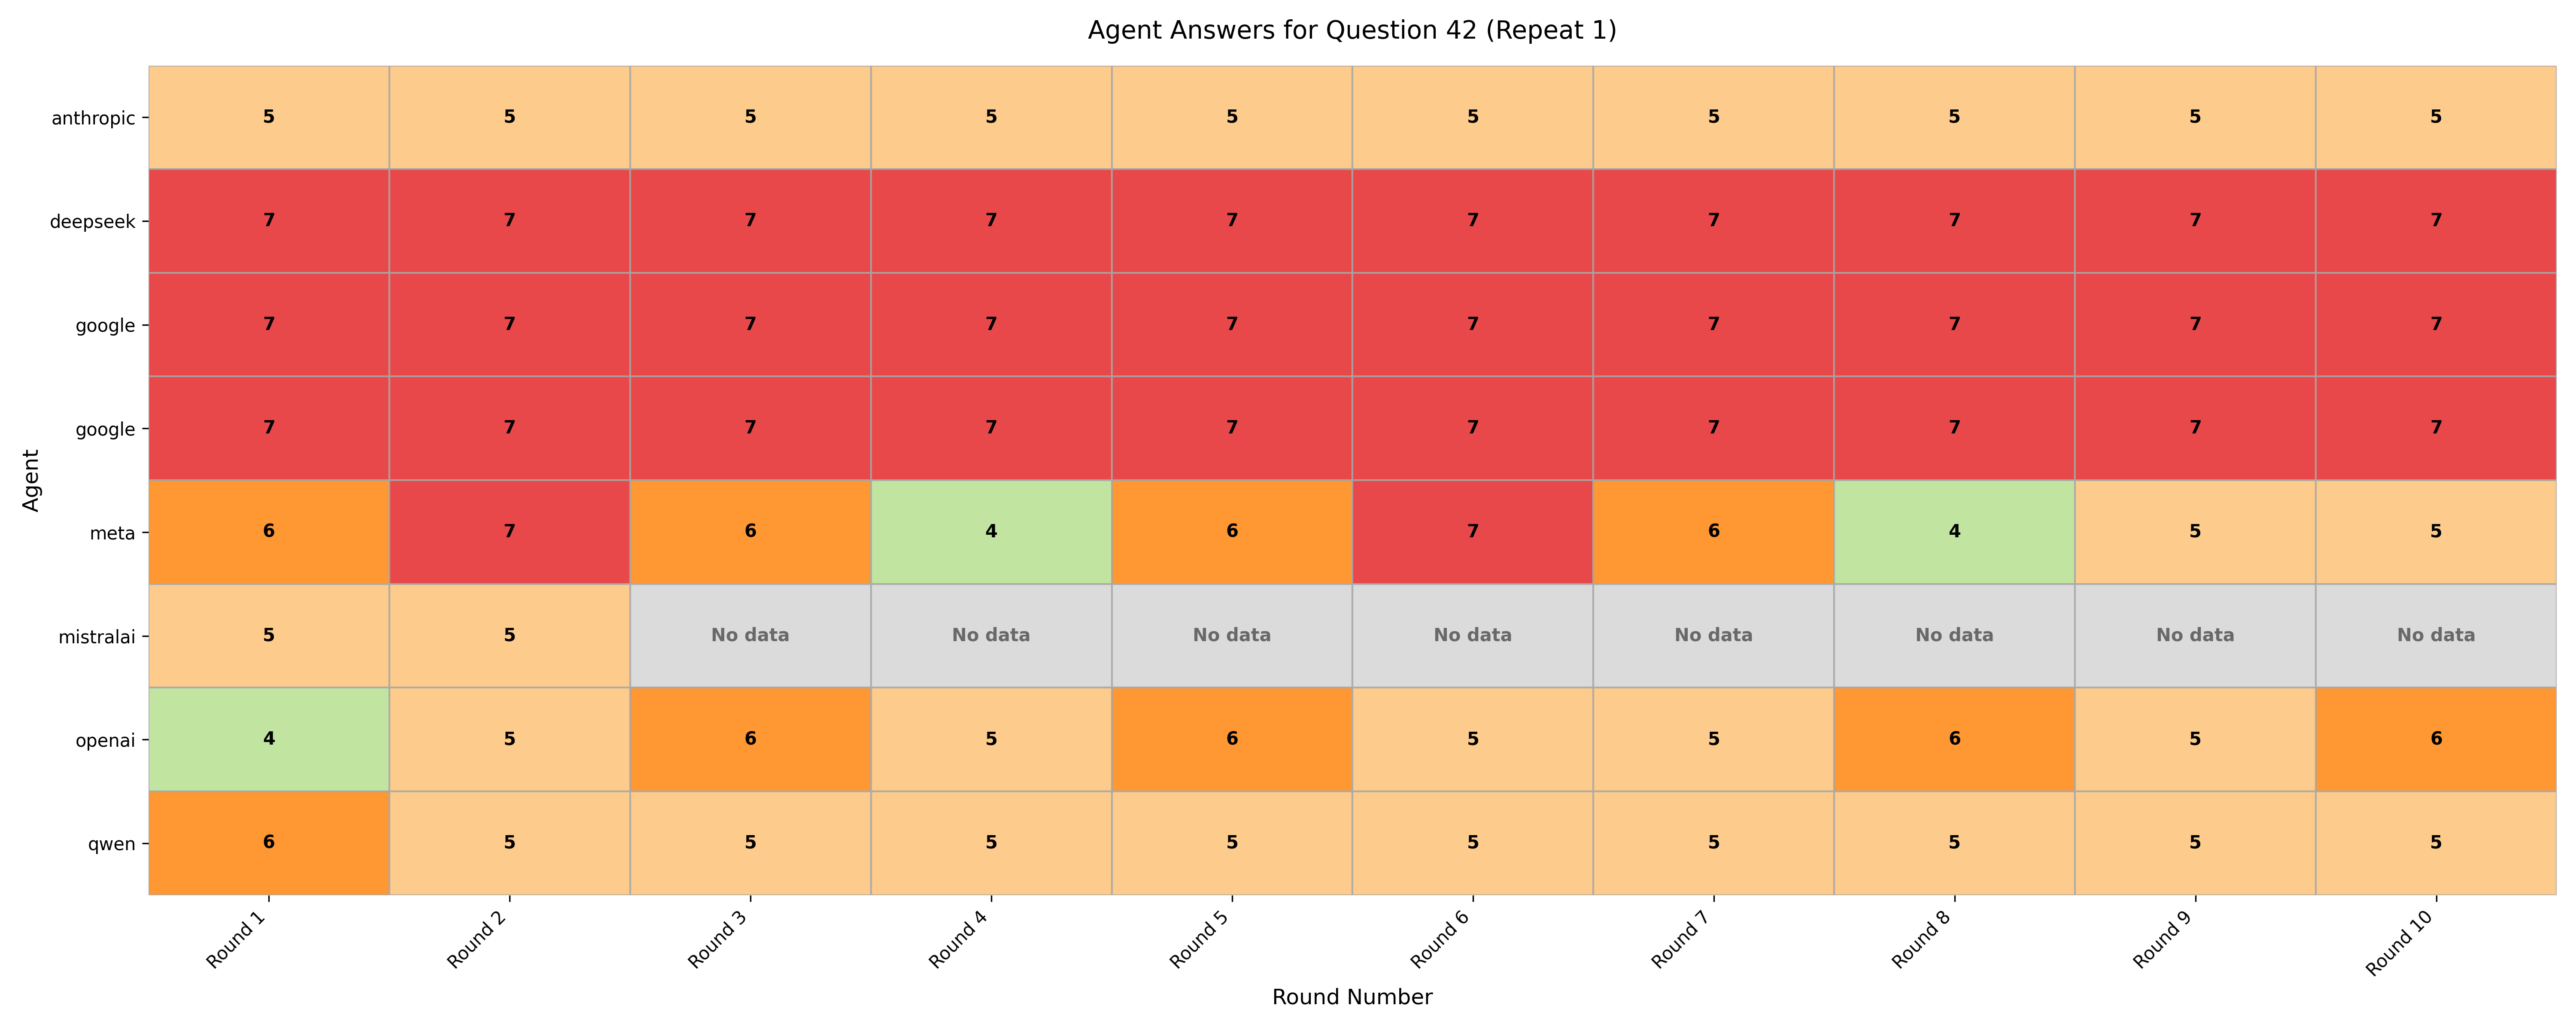 Agent Answers for Question 42 (Repeat 1)
Agent
anthropic 5 5 5 5 5 5 5 5 5 5
deepseek 7 7 7 7 7 7 7 7 7 7
google 7 7 7 7 7 7 7 7 7 7
google 7 7 7 7 7 7 7 7 7 7
meta 6 7 6 4 6 7 6 4 5 5
mistralai 5 5 No data No data No data No data No data No data No data No data
openai 4 5 6 5 6 5 5 6 5 6
qwen 6 5 5 5 5 5 5 5 5 5
Round 1 Round 2 Round 3 Round 4 Round 5 Round 6 Round 7 Round 8 Round 9 Round 10
Round Number